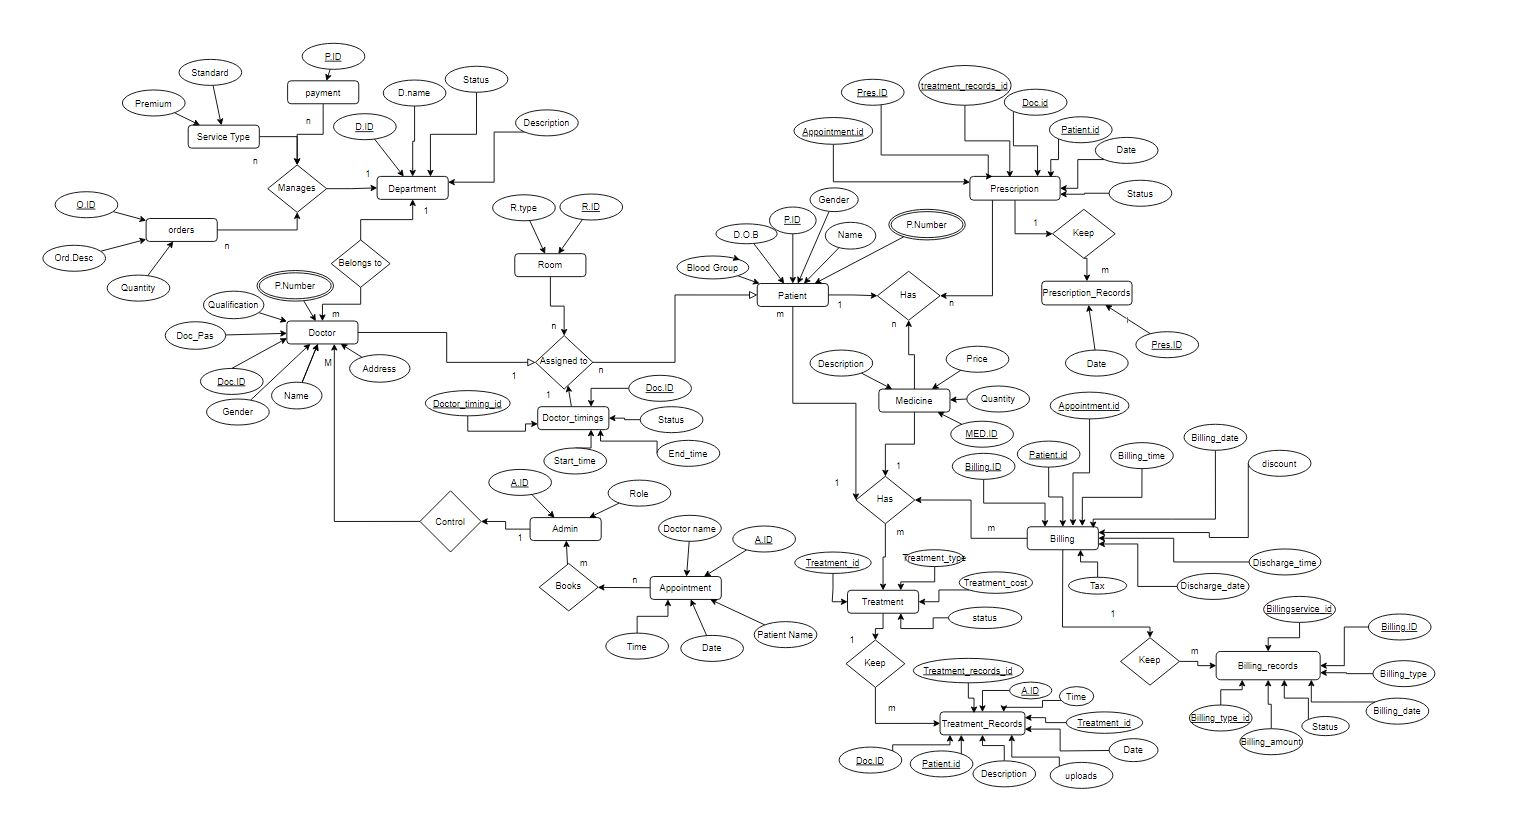 P.ID
Standard
payment
D.name
Status
Premium
Service Type
n
D.ID
Description
n
1
Manages
Department
1
O.ID
orders
n
Ord.Desc
Quantity
Belongs to
R.type
R.ID
Room
n
P.Number
Qualification
m
Doc_Pas
Doctor
M
Address
Doc.ID
Name
Gender
Assigned to
1
n
1
Doc.ID
Doctor_timing_id
Doctor_timings
Status
Start_time
End_time
A.ID
Role
Control
1
Admin
Doctor name
A.ID
m
Books
n
Appointment
Time
Date
Patient Name
Pres.ID
treatment_records_id
Doc.id
Appointment.id
Patient.id
Date
Prescription
Status
Gender
P.ID
D.O.B
Name
P.Number
1
Keep
m
Blood Group
Patient
m
1
Has
n
n
Prescription_Records
Pres.ID
Date
Description
Price
Medicine
Quantity
MED.ID
Appointment.id
1
1
Has
m
m
Billing.ID
Patient.id
Billing_time
Billing_date
discount
Billing
Discharge_time
Tax
Discharge_date
Treatment_id
Treatment_type
Treatment_cost
Treatment
status
1
Keep
m
Treatment_records_id
A.ID
Time
Treatment_Records
Treatment_id
Date
Doc.ID
Patient.id
Description
uploads
1
Keep
m
Billingservice_id
Billing.ID
Billing_records
Billing_type
Billing_type_id
Billing_amount
Status
Billing_date